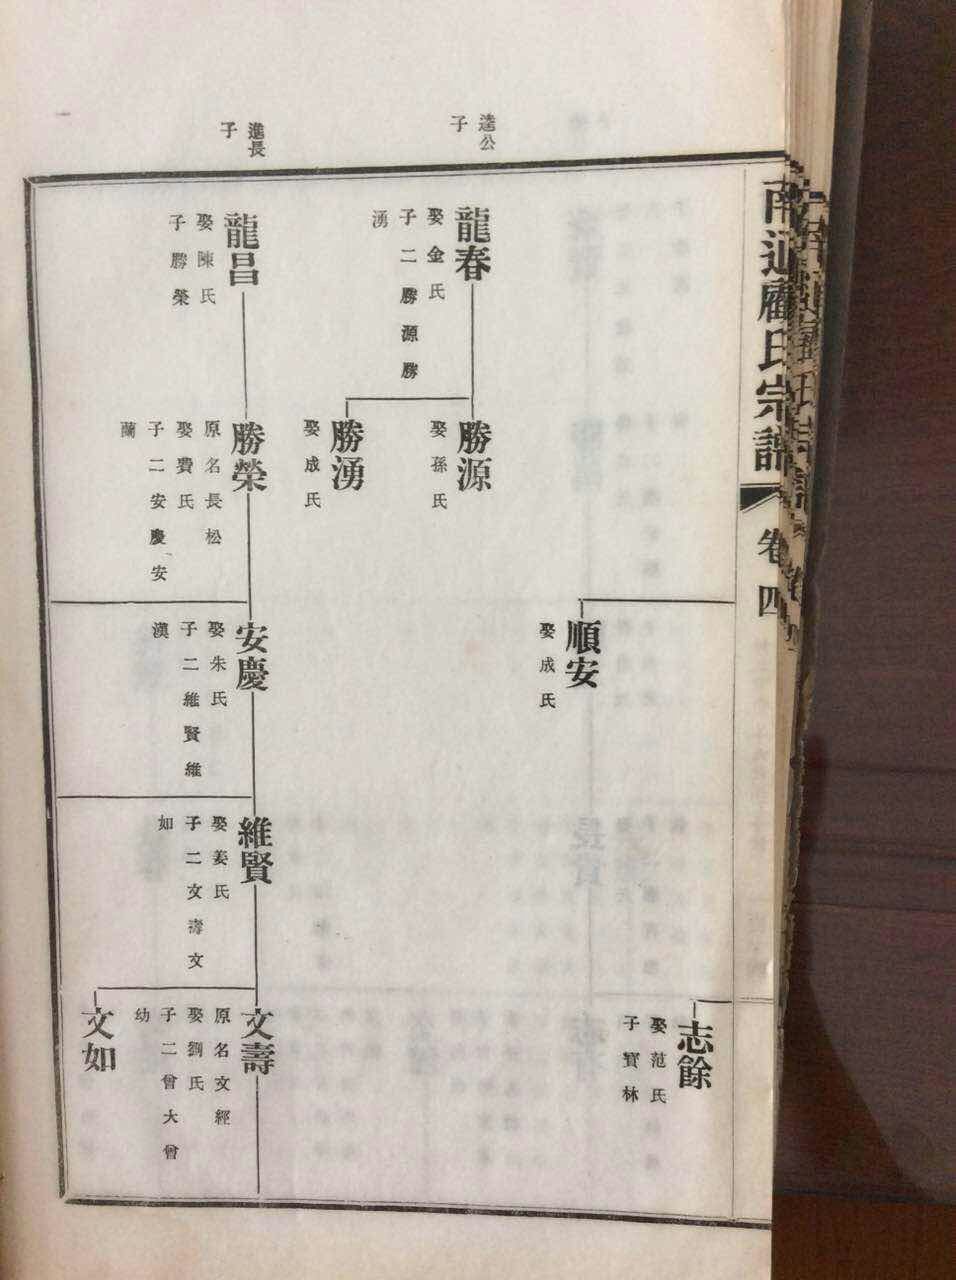 南通顧氏宗譜
卷四
志餘
娶范氏
子寶林
順安
娶成氏
逵公
子
龍春
娶金氏
子二勝源勝
湧
勝源
娶孫氏
勝湧
娶成氏
進長
子
龍昌
娶陳氏
子勝榮
勝榮
原名長松
娶費氏
子二安慶安
蘭
安慶
娶朱氏
子二維賢維
漢
維賢
娶姜氏
子二文壽文
如
文壽
原名文經
娶劉氏
子二曾大曾
幼
文如